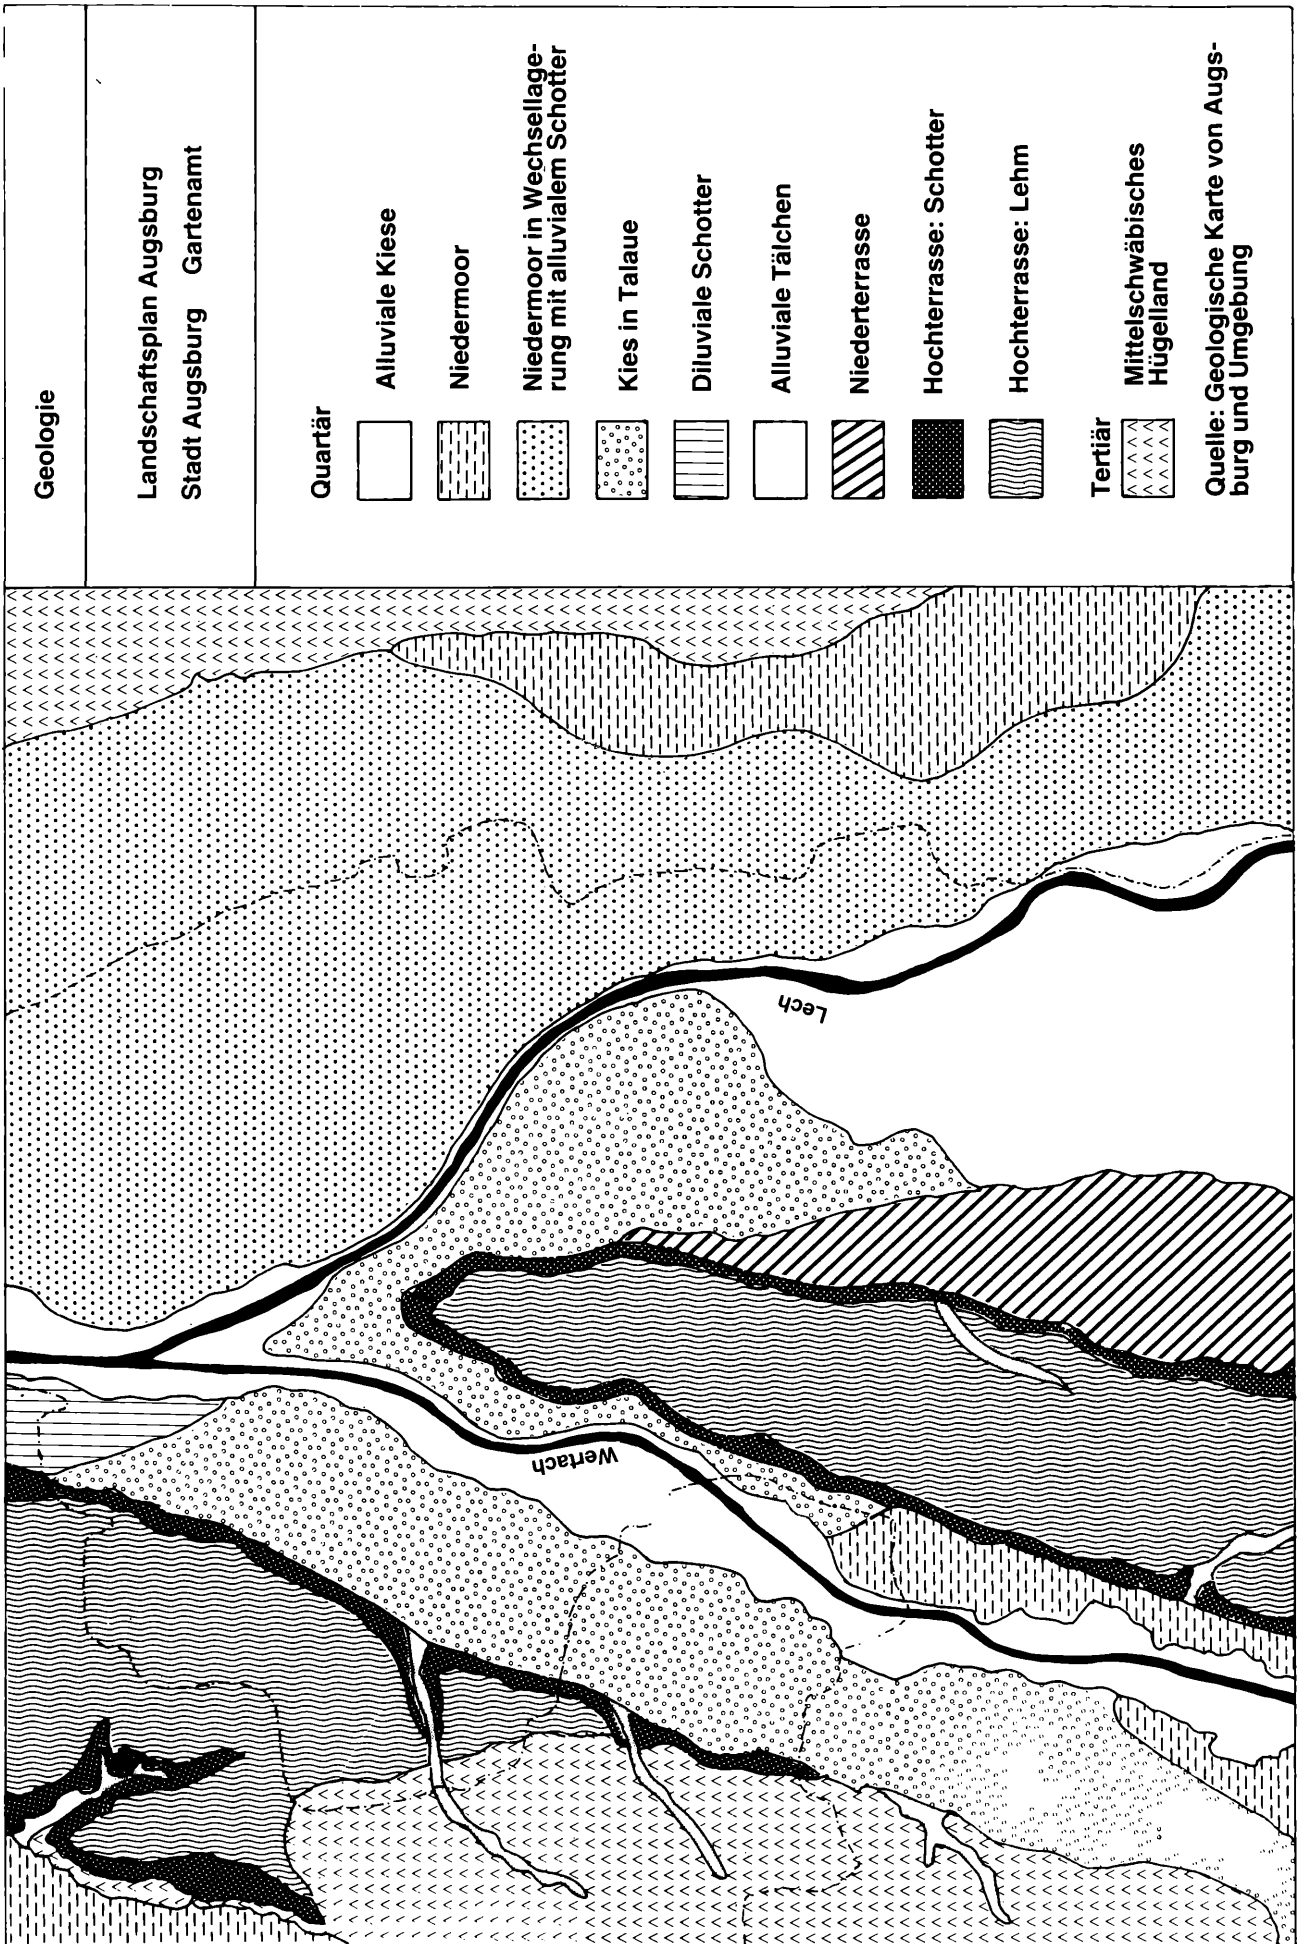 Geologie
Landschaftsplan Augsburg
Stadt Augsburg Gartenamt
Quartär
Alluviale Kiese
Niedermoor
Niedermoor in Wechsellage-
rung mit alluvialem Schotter
Kies in Talaue
Diluviale Schotter
Alluviale Tälchen
Niederterrasse
Hochterrasse: Schotter
Hochterrasse: Lehm
Tertiär
Mittelschwäbisches
Hügelland
Quelle: Geologische Karte von Augs-
burg und Umgebung
Lech
Wertach